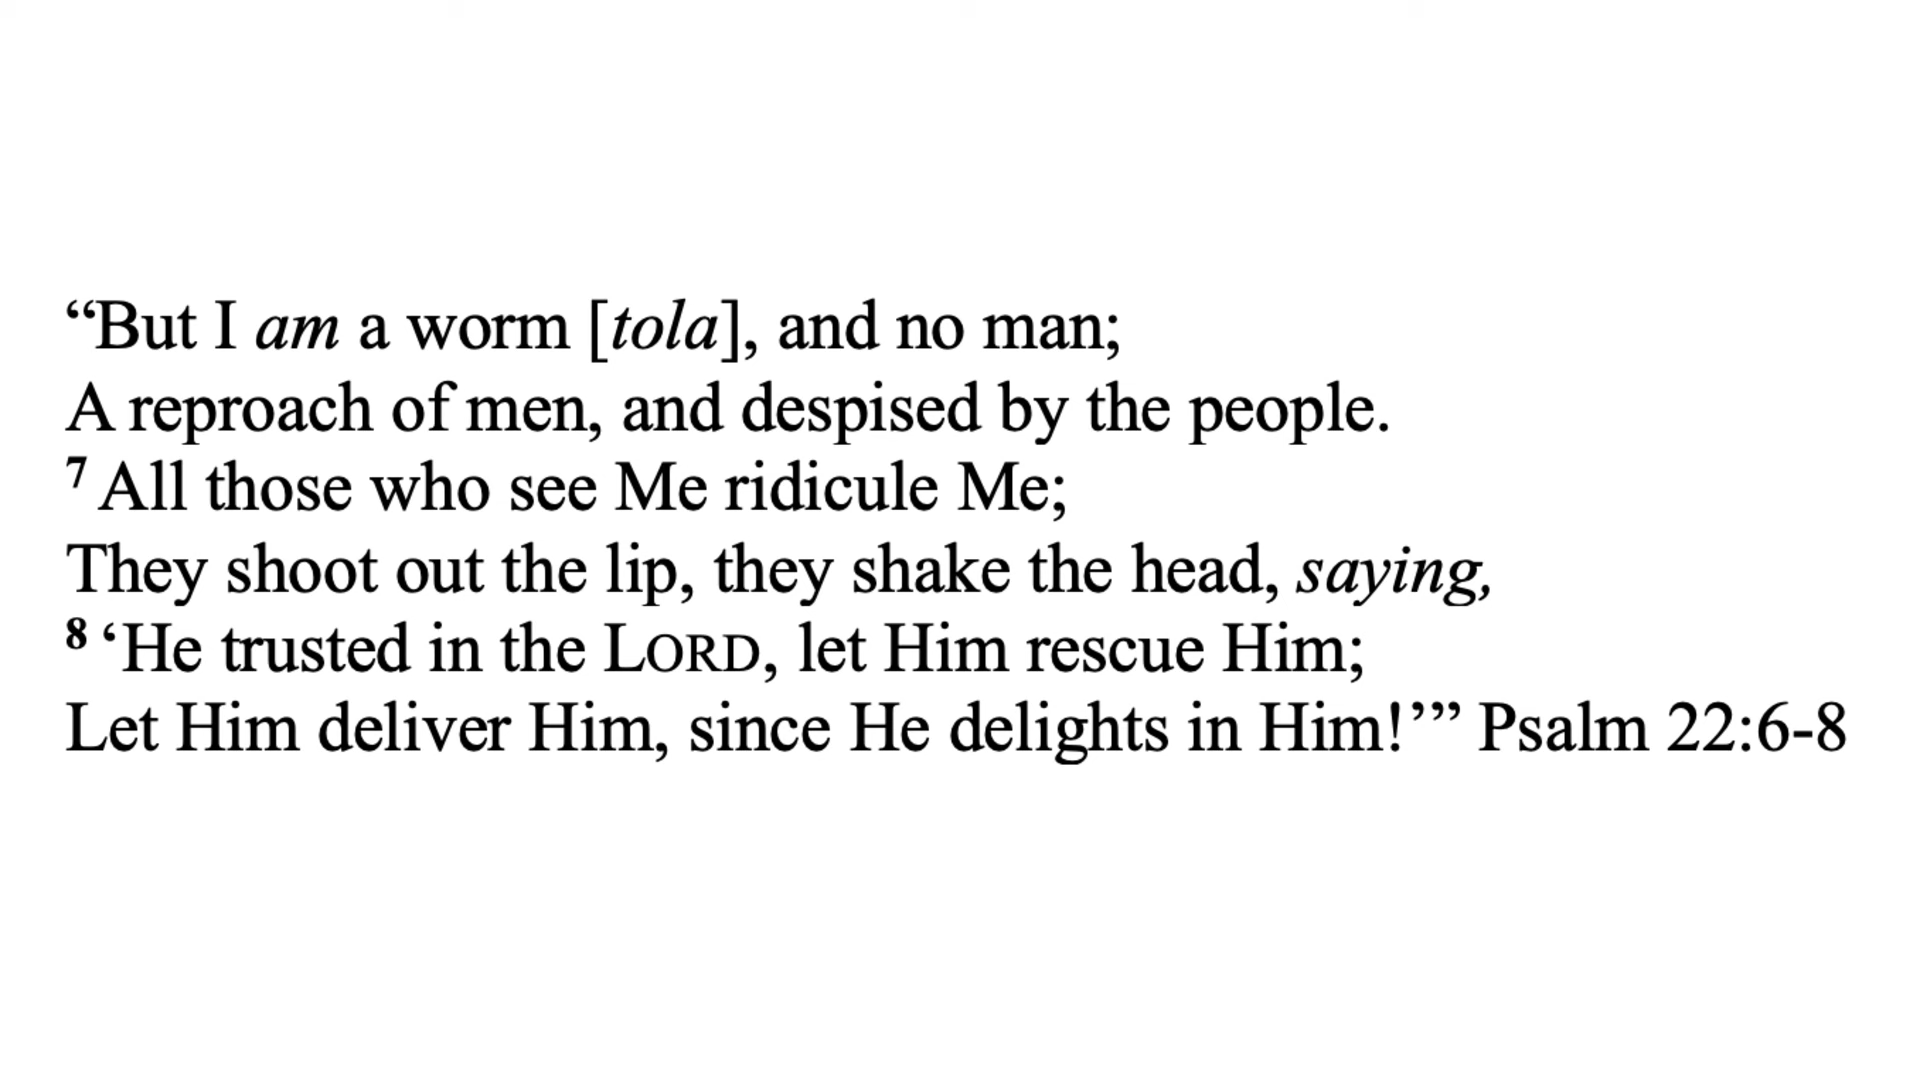 “But I am a worm [tola], and no man;
A reproach of men, and despised by the people.
7 All those who see Me ridicule Me;
They shoot out the lip, they shake the head, saying,
8 ‘He trusted in the LORD, let Him rescue Him;
Let Him deliver Him, since He delights in Him!’” Psalm 22:6-8